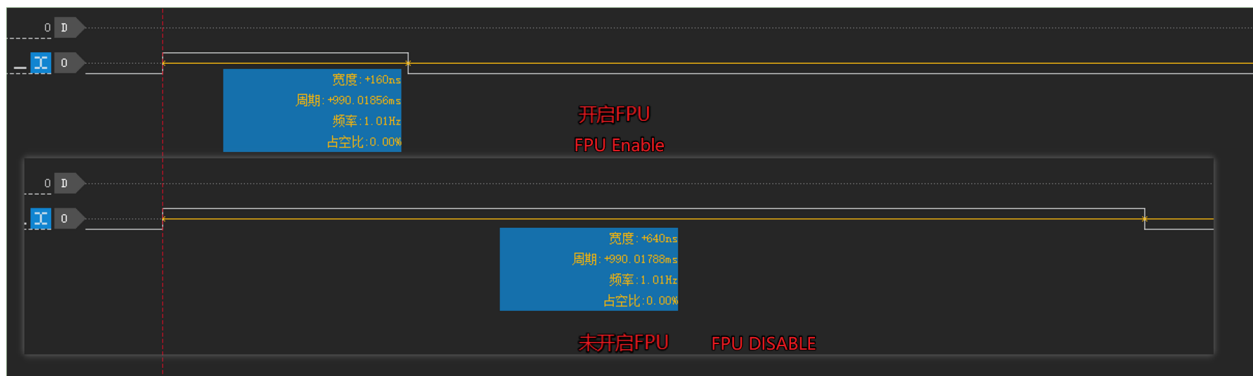 0 D
0
宽度:+160ns
周期:+990.01856ms
频率:1.01Hz
占空比:0.00%
开启FPU
FPU Enable
0 D
0
宽度:+640ns
周期:+990.01788ms
频率:1.01Hz
占空比:0.00%
未开启FPU FPU DISABLE